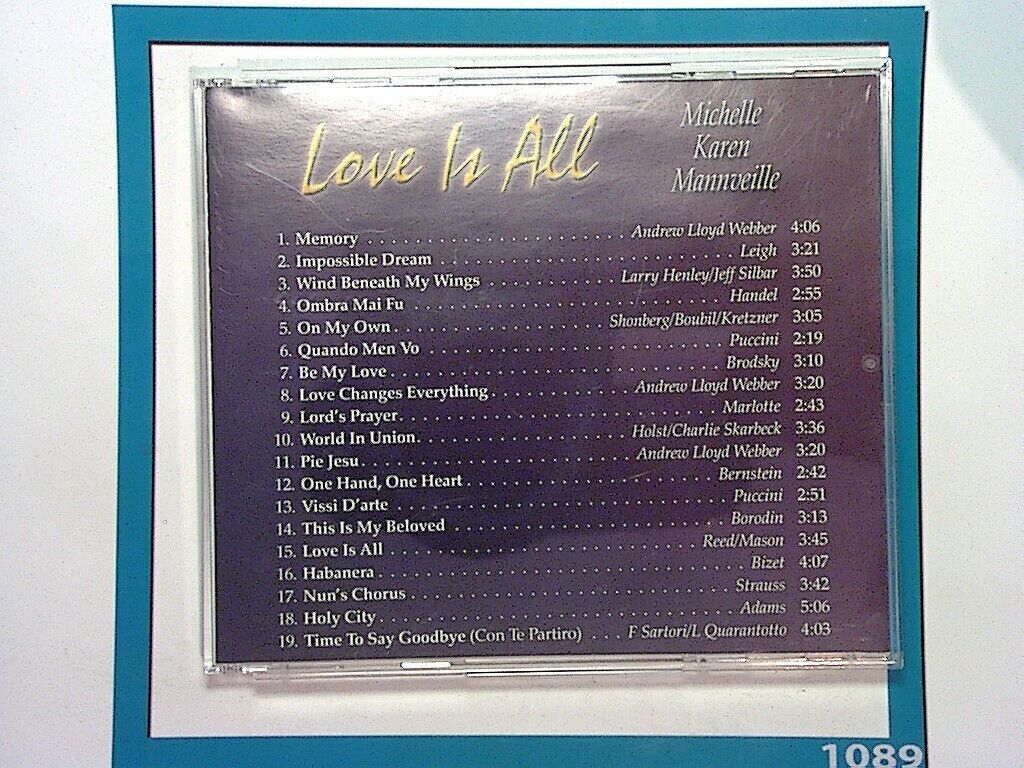 Love Is All
Michelle
Karen
Mannveille
1. Memory . . . . . . . . . . . . . . . . . . . . . . . . . Andrew Lloyd Webber 4:06
2. Impossible Dream . . . . . . . . . . . . . . . . . . . . . . . . . . . . Leigh 3:21
3. Wind Beneath My Wings . . . . . . . . . . . . . Larry Henley/Jeff Silbar 3:50
4. Ombra Mai Fu . . . . . . . . . . . . . . . . . . . . . . . . . . . . . Handel 2:55
5. On My Own . . . . . . . . . . . . . . . . . . . . Shonberg/Boubil/Kretzner 3:05
6. Quando Men Vo . . . . . . . . . . . . . . . . . . . . . . . . . . . . Puccini 2:19
7. Be My Love . . . . . . . . . . . . . . . . . . . . . . . . . . . . . . . Brodsky 3:10
8. Love Changes Everything . . . . . . . . . . . . . Andrew Lloyd Webber 3:20
9. Lord's Prayer . . . . . . . . . . . . . . . . . . . . . . . . . . . . . . Marlotte 2:43
10. World In Union . . . . . . . . . . . . . . . . . . . . Holst/Charlie Skarbeck 3:36
11. Pie Jesu . . . . . . . . . . . . . . . . . . . . . . . . . Andrew Lloyd Webber 3:20
12. One Hand, One Heart . . . . . . . . . . . . . . . . . . . . . . . Bernstein 2:42
13. Vissi D'arte . . . . . . . . . . . . . . . . . . . . . . . . . . . . . . . Puccini 2:51
14. This Is My Beloved . . . . . . . . . . . . . . . . . . . . . . . . . Borodin 3:13
15. Love Is All . . . . . . . . . . . . . . . . . . . . . . . . . . . . Reed/Mason 3:45
16. Habanera . . . . . . . . . . . . . . . . . . . . . . . . . . . . . . . . . . Bizet 4:07
17. Nun's Chorus . . . . . . . . . . . . . . . . . . . . . . . . . . . . . . Strauss 3:42
18. Holy City . . . . . . . . . . . . . . . . . . . . . . . . . . . . . . . . . Adams 5:06
19. Time To Say Goodbye (Con Te Partiro) . . . F Sartori/L Quarantotto 4:03
1089